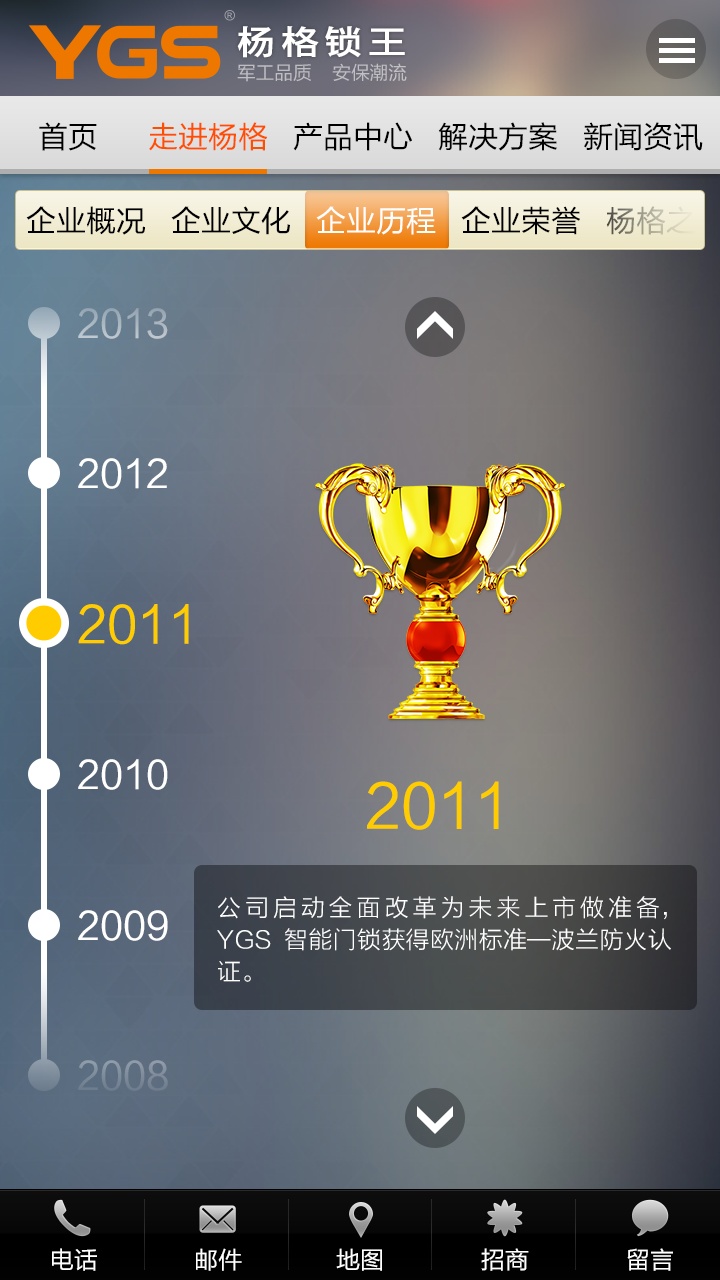 YGS® 杨格锁王
军工品质 安保潮流
首页 走进杨格 产品中心 解决方案 新闻资讯
企业概况 企业文化 企业历程 企业荣誉 杨格之
2013
2012
2011
2010
2009
2008
2011
公司启动全面改革为未来上市做准备,
YGS 智能门锁获得欧洲标准—波兰防火认
证。
电话 邮件 地图 招商 留言